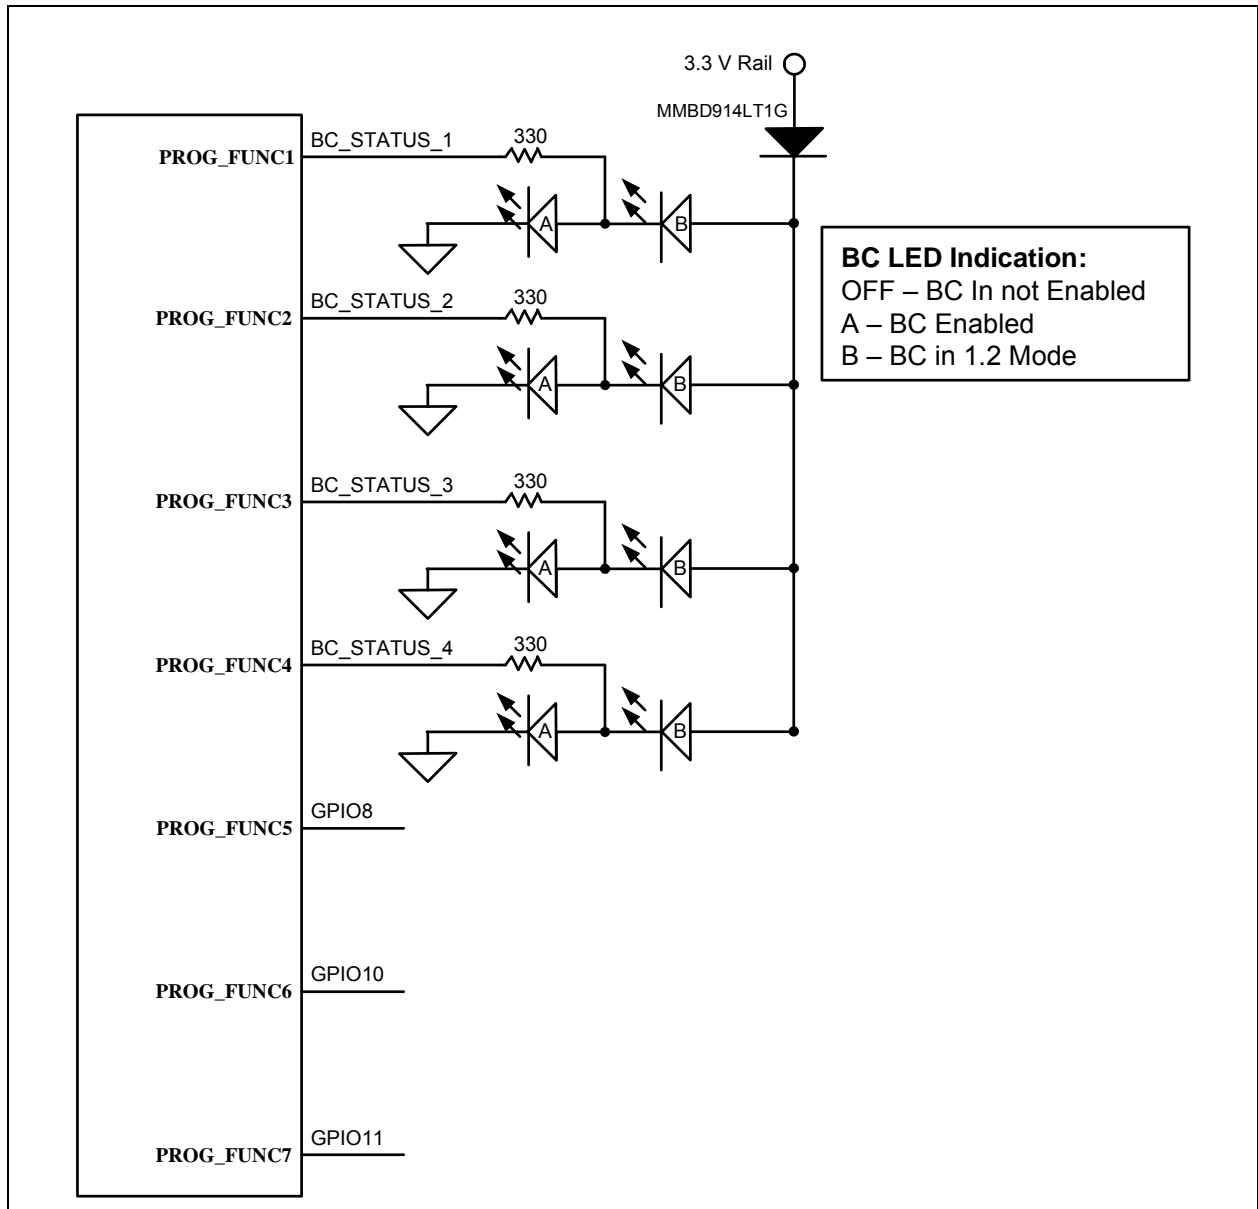 3.3 V Rail
MMBD914LT1G
PROG_FUNC1
BC_STATUS_1
330
A
B
BC LED Indication:
OFF – BC In not Enabled
A – BC Enabled
B – BC in 1.2 Mode
PROG_FUNC2
BC_STATUS_2
330
A
B
PROG_FUNC3
BC_STATUS_3
330
A
B
PROG_FUNC4
BC_STATUS_4
330
A
B
PROG_FUNC5
GPIO8
PROG_FUNC6
GPIO10
PROG_FUNC7
GPIO11